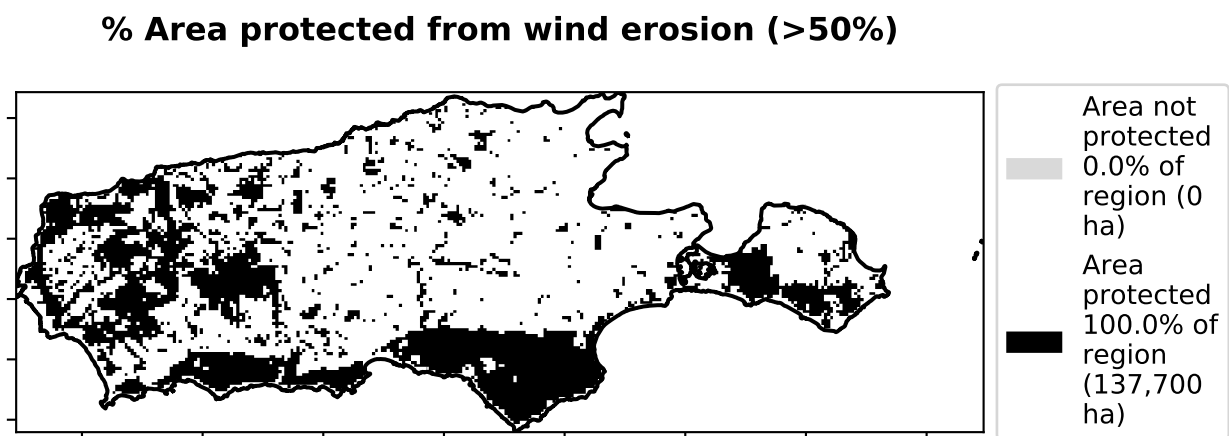 % Area protected from wind erosion (>50%)
Area not
protected
0.0% of
region (0
ha)
Area
protected
100.0% of
region
(137,700
ha)